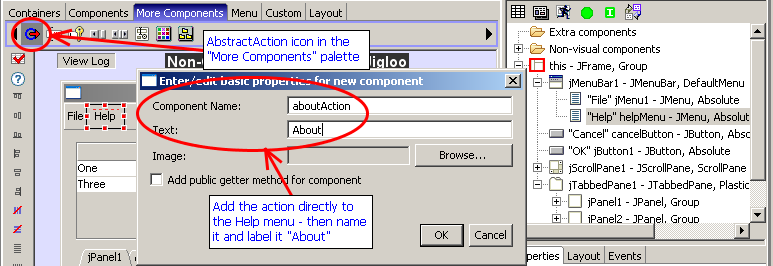 Containers Components More Components Menu Custom Layout
AbstractAction icon in the
"More Components" palette
View Log
Non-
igloo
File Help
One
Three
jPanel1
Enter/edit basic properties for new component
Component Name: aboutAction
Text: About
Image: Browse...
Add public getter method for component
Add the action directly to
the Help menu - then name
it and label it "About"
OK Cancel
Extra components
Non-visual components
this - JFrame, Group
jMenuBar1 - JMenuBar, DefaultMenu
"File" jMenu1 - JMenu, Absolute
"Help" helpMenu - JMenu, Absolute
"Cancel" cancelButton - JButton, Abso
"OK" jButton1 - JButton, Absolute
jScrollPane1 - JScrollPane, ScrollPane
jTabbedPane1 - JTabbedPane, Plastic
jPanel1 - JPanel, Group
jPanel2 - JPanel, Group
operties Layout Events